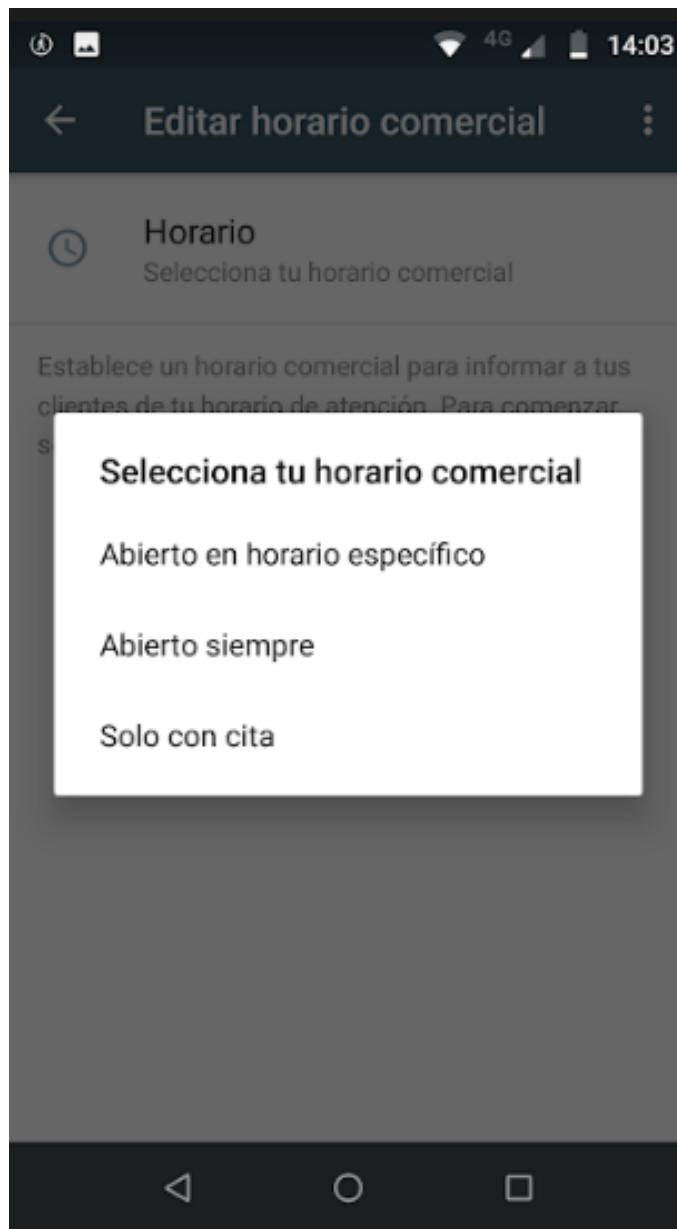 4G 14:03
Editar horario comercial
Horario
Selecciona tu horario comercial
Establece un horario comercial para informar a tus
clientes de tu horario de atención. Para comenzar,
Selecciona tu horario comercial
Abierto en horario específico
Abierto siempre
Solo con cita